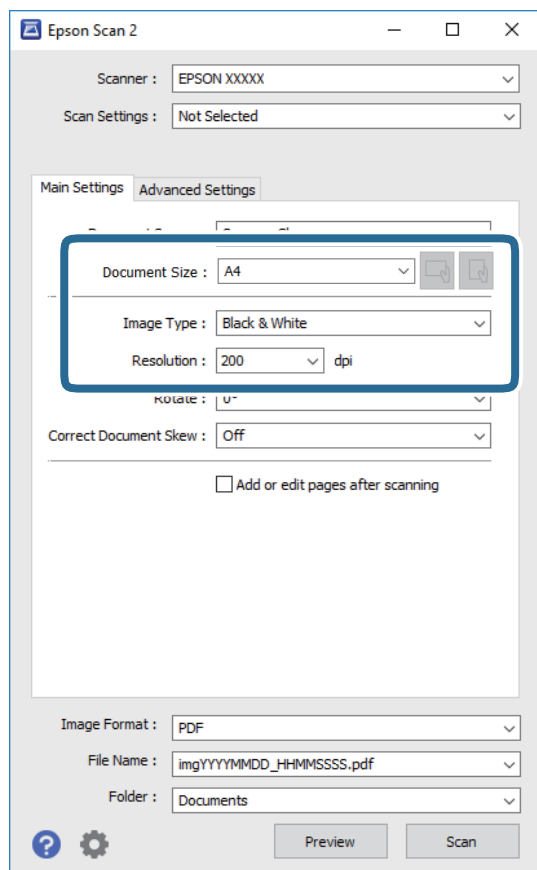 Epson Scan 2
Scanner : EPSON XXXXX
Scan Settings : Not Selected
Main Settings Advanced Settings
Document Size : A4
Image Type : Black & White
Resolution : 200 dpi
Rotate : 0°
Correct Document Skew : Off
Add or edit pages after scanning
Image Format : PDF
File Name : imgYYYYMMDD_HHMMSSSS.pdf
Folder : Documents
? Preview Scan